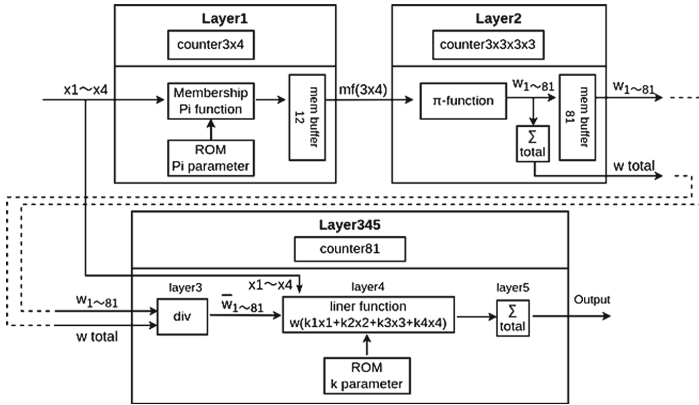 Layer1
counter3x4
x1～x4
Membership
Pi function
ROM
Pi parameter
mem buffer
12
mf(3x4)
Layer2
counter3x3x3x3
π-function
w1～81
Σ
total
mem buffer
81
w1～81
w total
Layer345
counter81
layer3
w1～81
w total
div
w̅1～81
x1～x4
layer4
liner function
w(k1x1+k2x2+k3x3+k4x4)
ROM
k parameter
layer5
Σ
total
Output